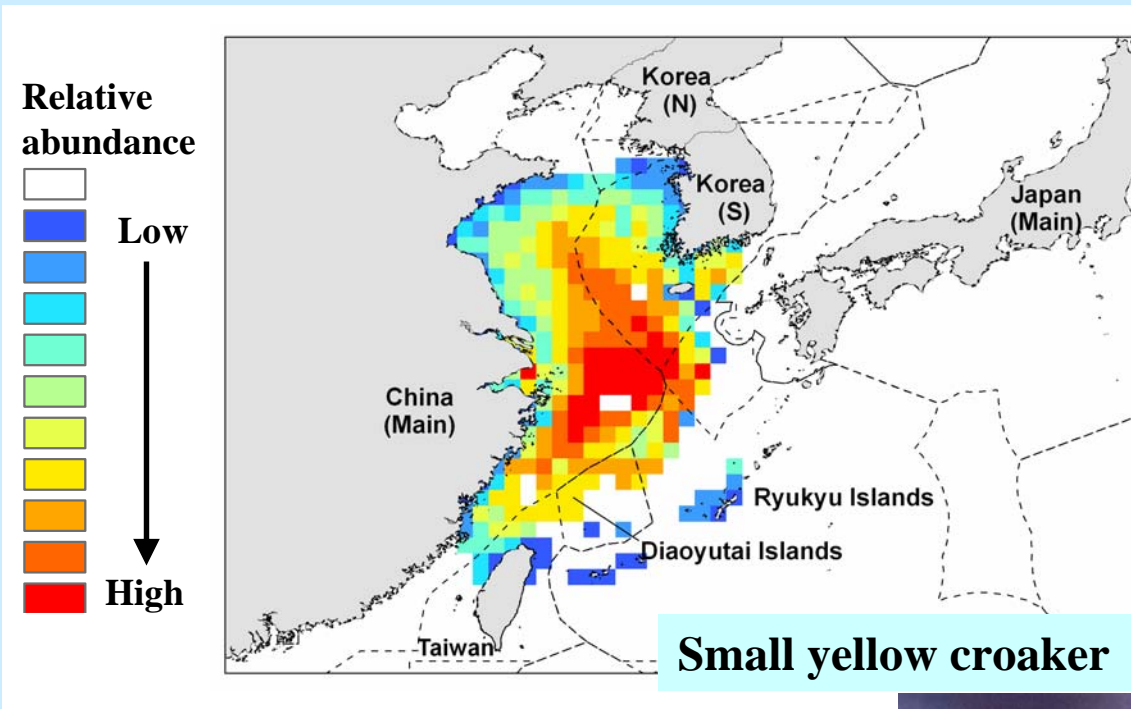 Relative
abundance
Low
High
Korea
(N)
Korea
(S)
Japan
(Main)
China
(Main)
Ryukyu Islands
Diaoyutai Islands
Taiwan
Small yellow croaker